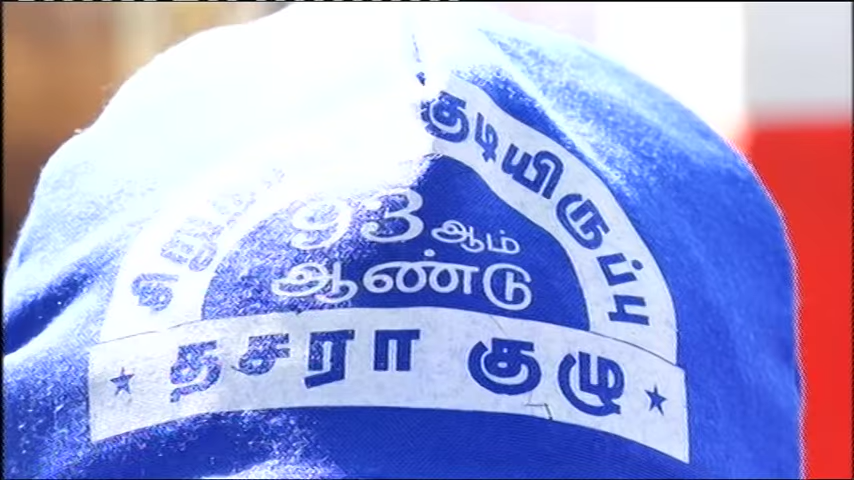 குடியிருப்பு
93 ஆம்
ஆண்டு
தசரா குழு